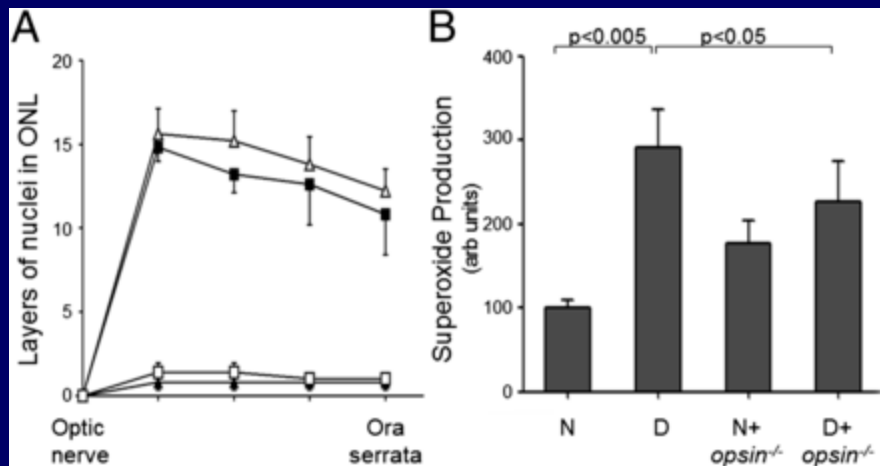 A
Layers of nuclei in ONL
20
15
10
5
0
Optic
nerve
Ora
serrata
B
p<0.005
p<0.05
Superoxide Production
(arb units)
400
300
200
100
0
N
D
N+
opsin-/-
D+
opsin-/-